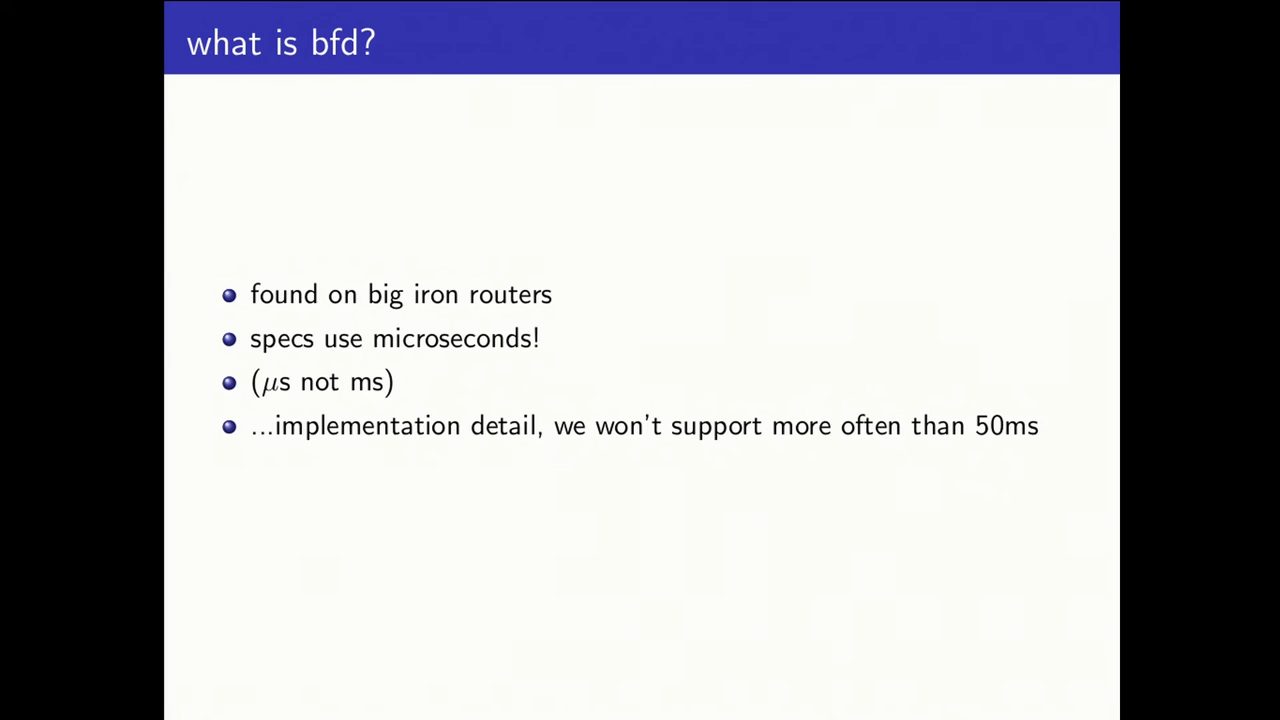 what is bfd?
found on big iron routers
specs use microseconds!
(μs not ms)
...implementation detail, we won't support more often than 50ms